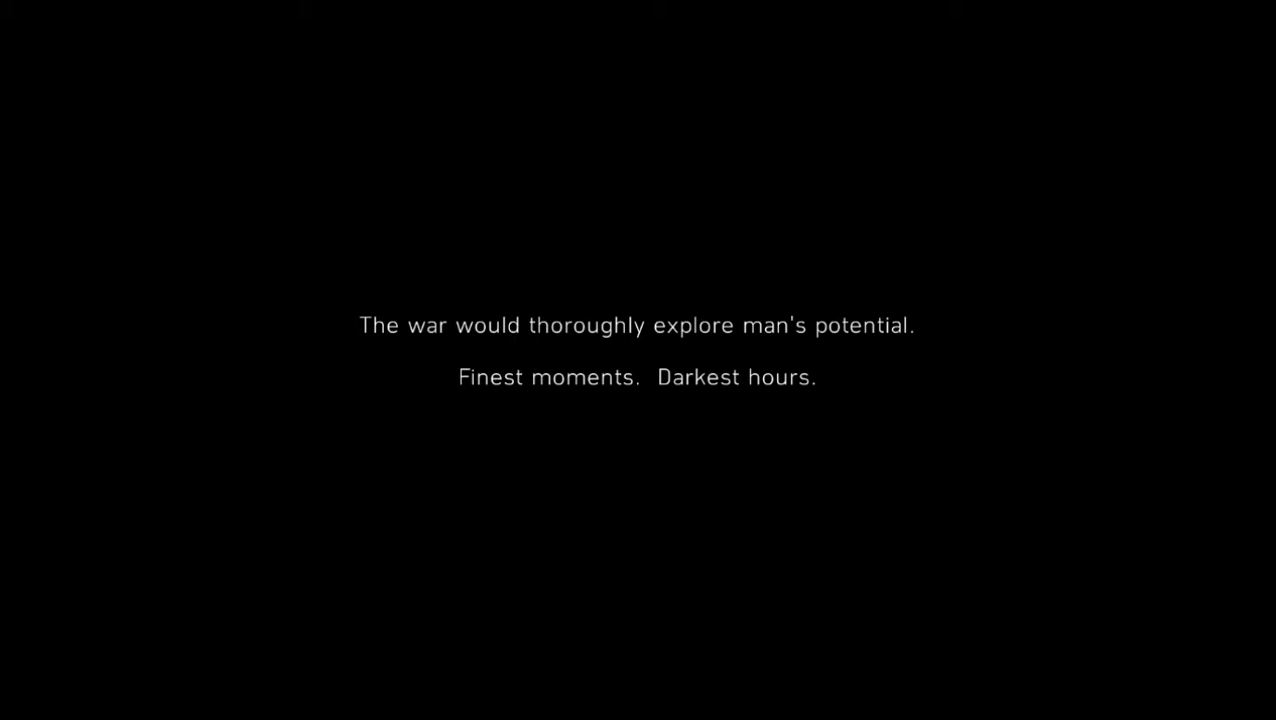 The war would thoroughly explore man's potential.
Finest moments.  Darkest hours.